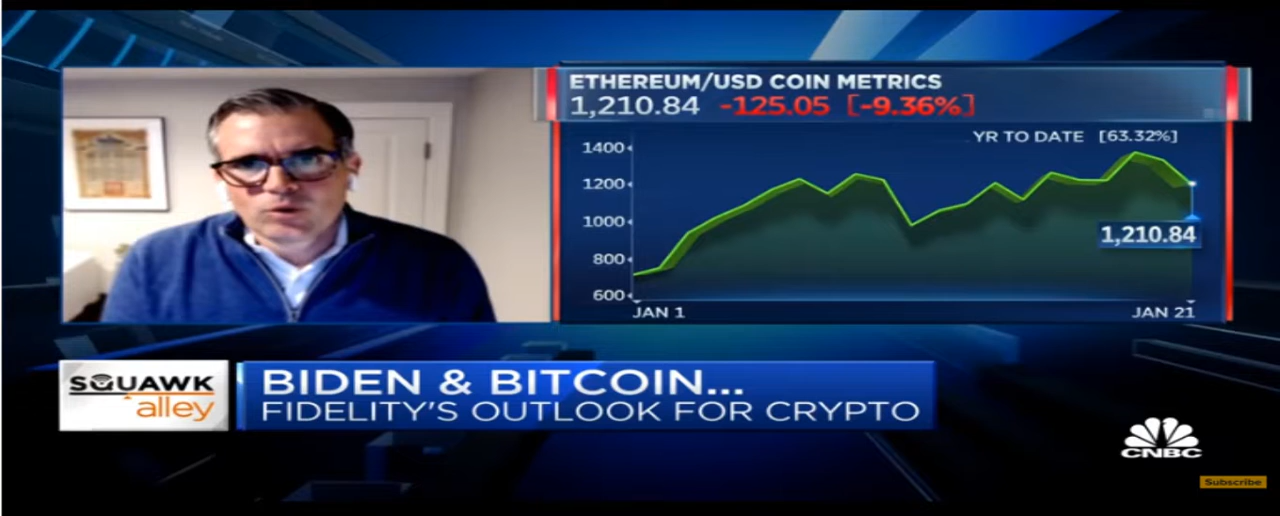 ETHEREUM/USD COIN METRICS
1,210.84 -125.05 [-9.36%]
YR TO DATE [63.32%]
1400
1200
1000
800
600
1,210.84
JAN 1 JAN 21
SQUAWK
alley
BIDEN & BITCOIN...
FIDELITY'S OUTLOOK FOR CRYPTO
CNBC
Subscribe